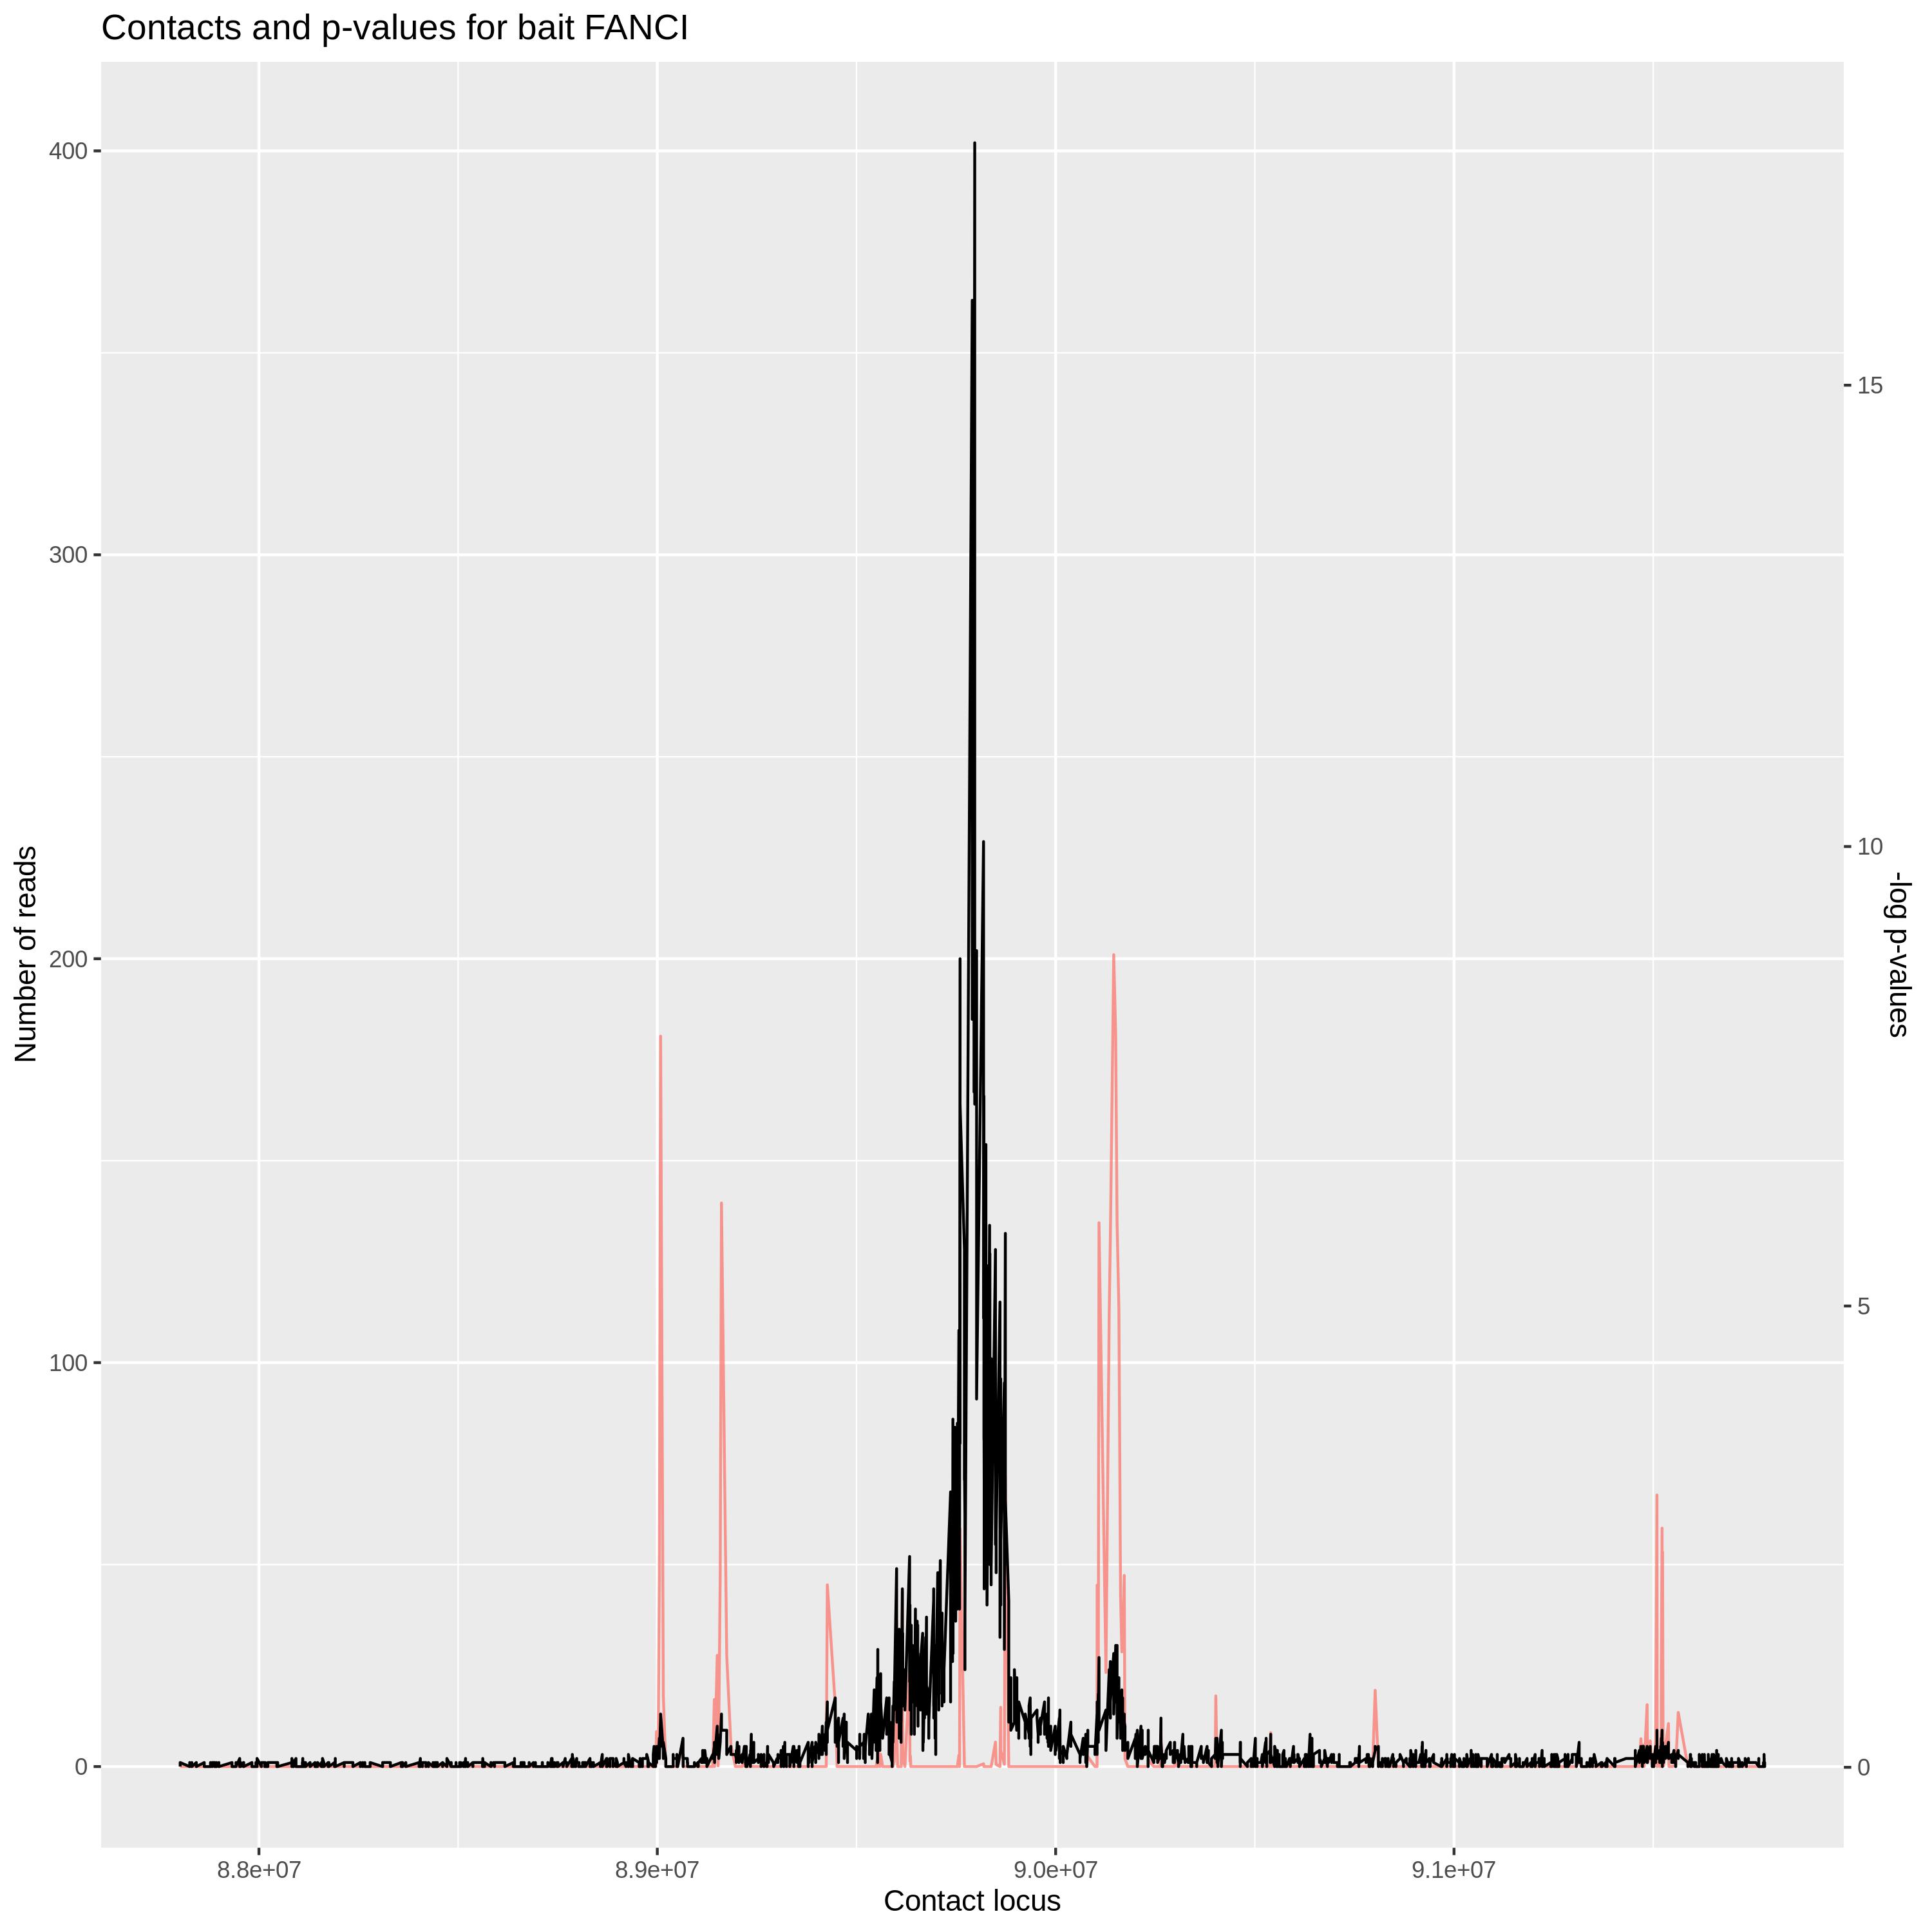 Contacts and p-values for bait FANCI
Number of reads
400
300
200
100
0
15
10
5
0
-log p-values
8.8e+07
8.9e+07
9.0e+07
9.1e+07
Contact locus